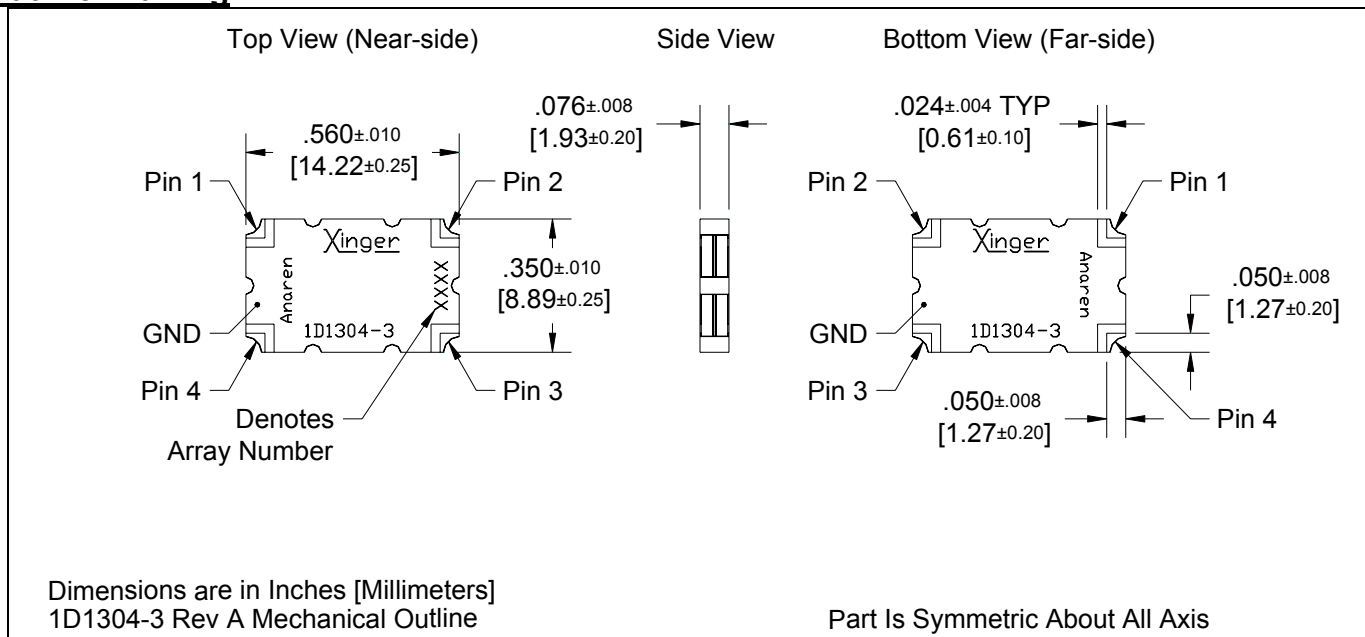 Top View (Near-side)
Side View
Bottom View (Far-side)
.560±.010
[14.22±0.25]
.076±.008
[1.93±0.20]
.024±.004 TYP
[0.61±0.10]
Pin 1
Pin 2
Pin 2
Pin 1
Xinger
Anaren
XXXX
1D1304-3
.350±.010
[8.89±0.25]
Xinger
Anaren
1D1304-3
.050±.008
[1.27±0.20]
GND
GND
Pin 4
Pin 3
Pin 3
.050±.008
[1.27±0.20]
Pin 4
Denotes
Array Number
Dimensions are in Inches [Millimeters]
1D1304-3 Rev A Mechanical Outline
Part Is Symmetric About All Axis